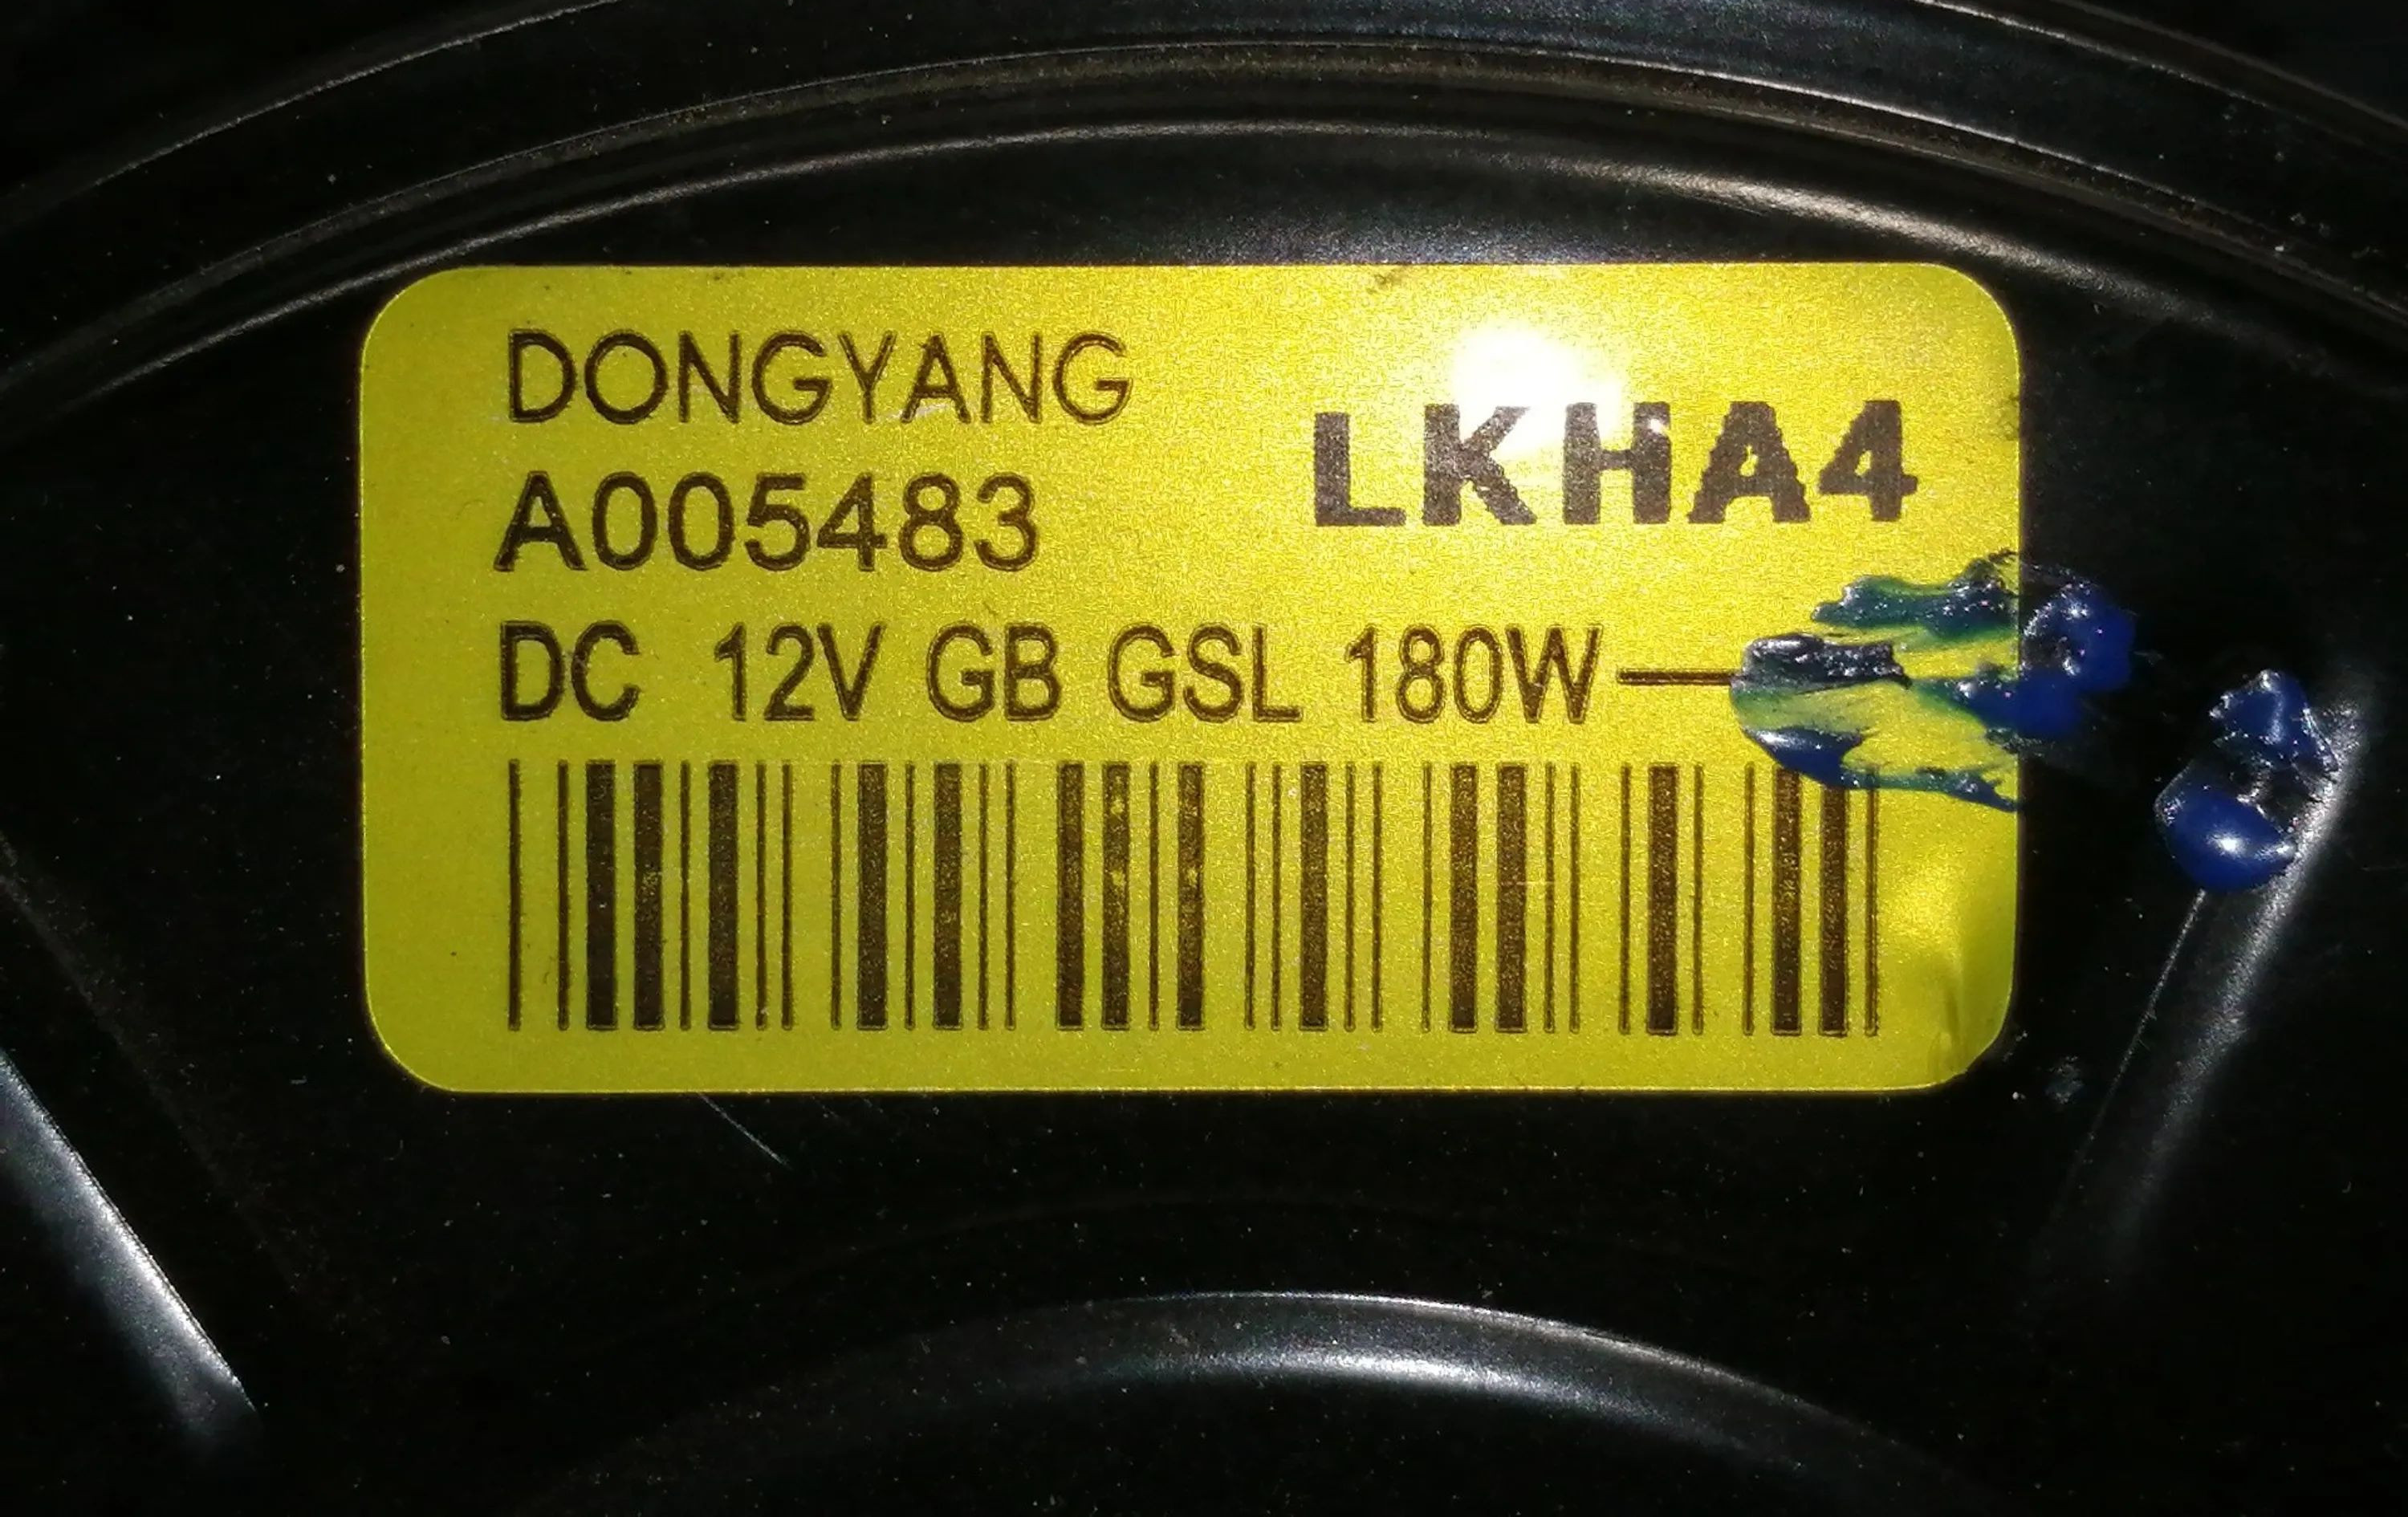 DONGYANG
LKHA4
A005483
DC 12V GB GSL 180W—